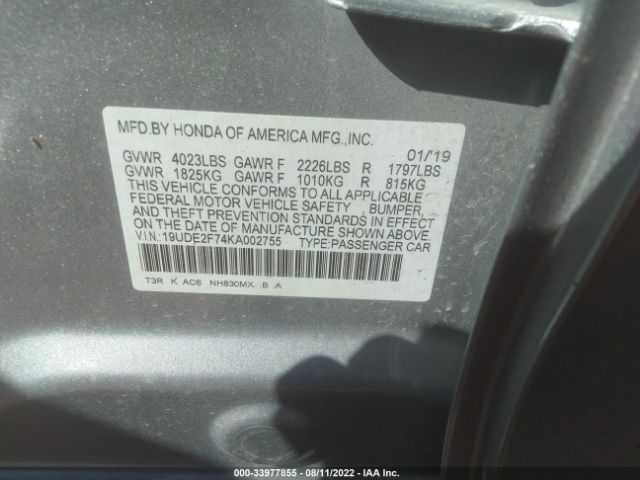 MFD.BY HONDA OF AMERICA MFG.,INC.
01/'19
GVWR 4023LBS GAWR F 2226LBS R 1797LBS
GVWR 1825KG GAWR F 1010KG R 815KG
THIS VEHICLE CONFORMS TO ALL APPLICABLE
FEDERAL MOTOR VEHICLE SAFETY, BUMPER,
AND THEFT PREVENTION STANDARDS IN EFFECT
ON THE DATE OF MANUFACTURE SHOWN ABOVE.
V.I.N.:19UDE2F74KA002755 TYPE:PASSENGER CAR
T3R K AC6 NH830MX .B .A
000-33977855 - 08/11/2022 - IAA Inc.